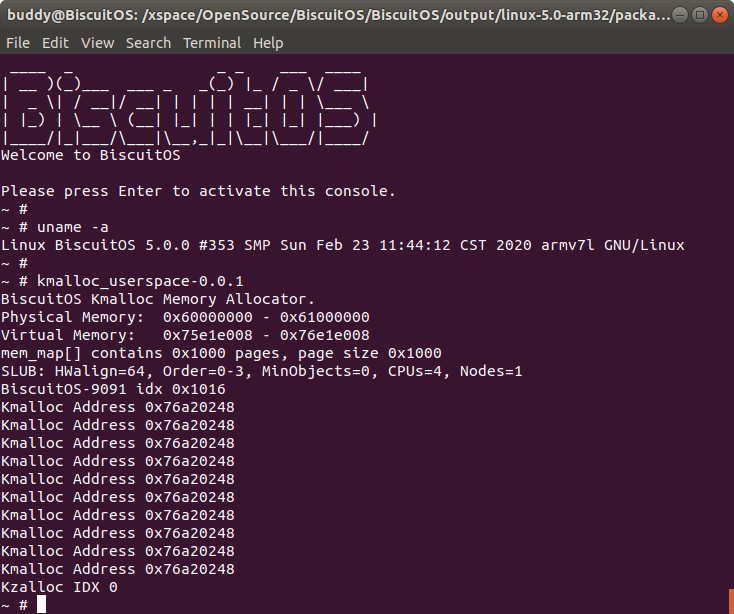 buddy@BiscuitOS: /xspace/OpenSource/BiscuitOS/BiscuitOS/output/linux-5.0-arm32/packa...
File Edit View Search Terminal Help
 ____  _                _ _    ___  ____
| __ )(_)___  ___ _   _(_) |_ / _ \/ ___|
|  _ \| / __|/ __| | | | | __| | | \___ \
| |_) | \__ \ (__| |_| | | |_| |_| |___) |
|____/|_|___/\___|\__,_|_|\__|\___/|____/
Welcome to BiscuitOS
Please press Enter to activate this console.
~ #
~ # uname -a
Linux BiscuitOS 5.0.0 #353 SMP Sun Feb 23 11:44:12 CST 2020 armv7l GNU/Linux
~ #
~ # kmalloc_userspace-0.0.1
BiscuitOS Kmalloc Memory Allocator.
Physical Memory:  0x60000000 - 0x61000000
Virtual Memory:   0x75e1e008 - 0x76e1e008
mem_map[] contains 0x1000 pages, page size 0x1000
SLUB: HWalign=64, Order=0-3, MinObjects=0, CPUs=4, Nodes=1
BiscuitOS-9091 idx 0x1016
Kmalloc Address 0x76a20248
Kmalloc Address 0x76a20248
Kmalloc Address 0x76a20248
Kmalloc Address 0x76a20248
Kmalloc Address 0x76a20248
Kmalloc Address 0x76a20248
Kmalloc Address 0x76a20248
Kmalloc Address 0x76a20248
Kmalloc Address 0x76a20248
Kmalloc Address 0x76a20248
Kzalloc IDX 0
~ #